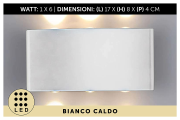 WATT: 1 X 6 | DIMENSIONI: (L) 17 X (H) 8 X (P) 4 CM
LED
BIANCO CALDO